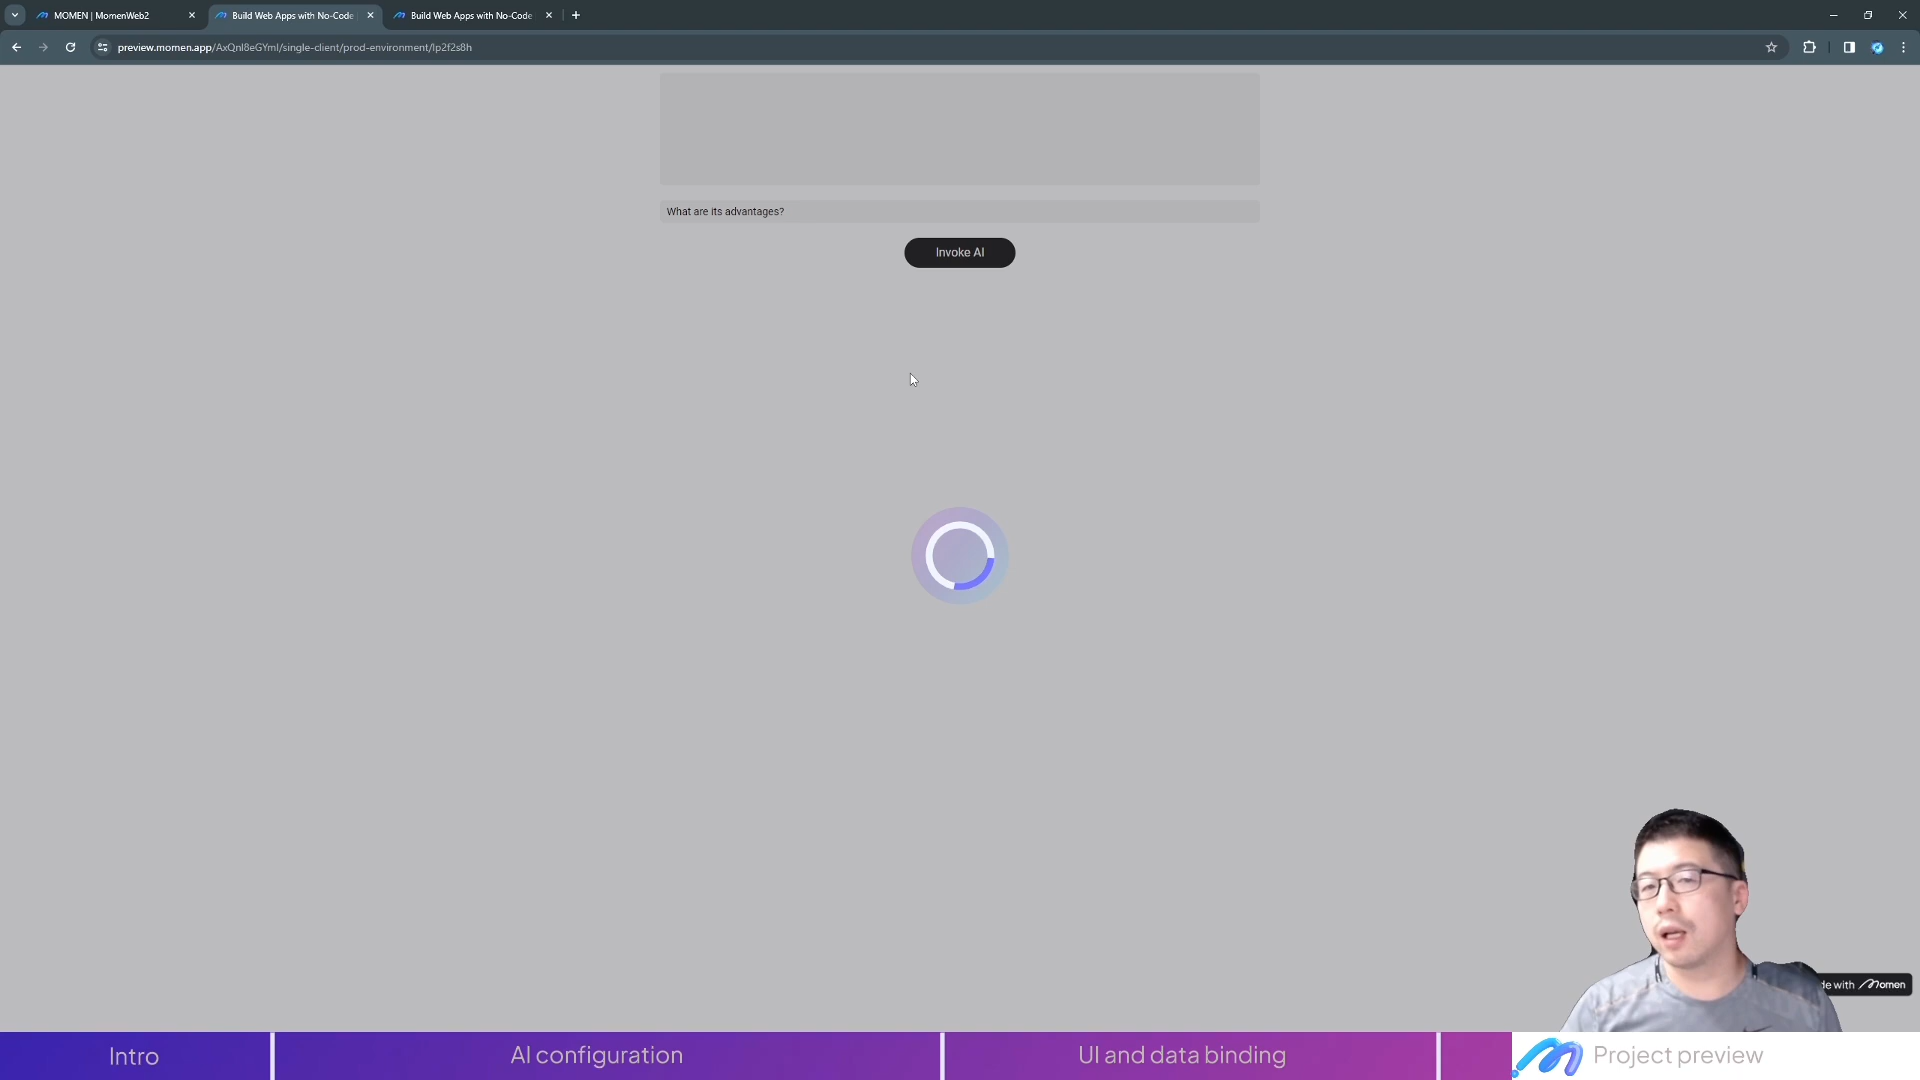 MOMEN | MomenWeb2
Build Web Apps with No-Code
Build Web Apps with No-Code
preview.momen.app/AxQnl8eGYml/single-client/prod-environment/lp2f2s8h
What are its advantages?
Invoke AI
de with Momen
Intro
AI configuration
UI and data binding
Project preview